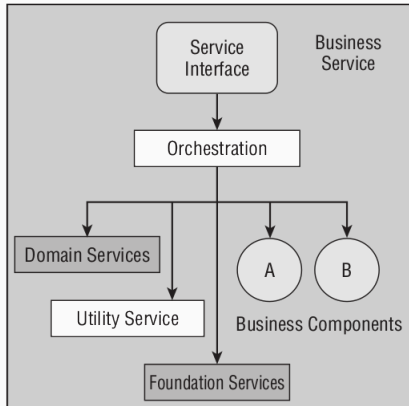 Service
Interface
Business
Service
Orchestration
Domain Services
A
B
Utility Service
Business Components
Foundation Services